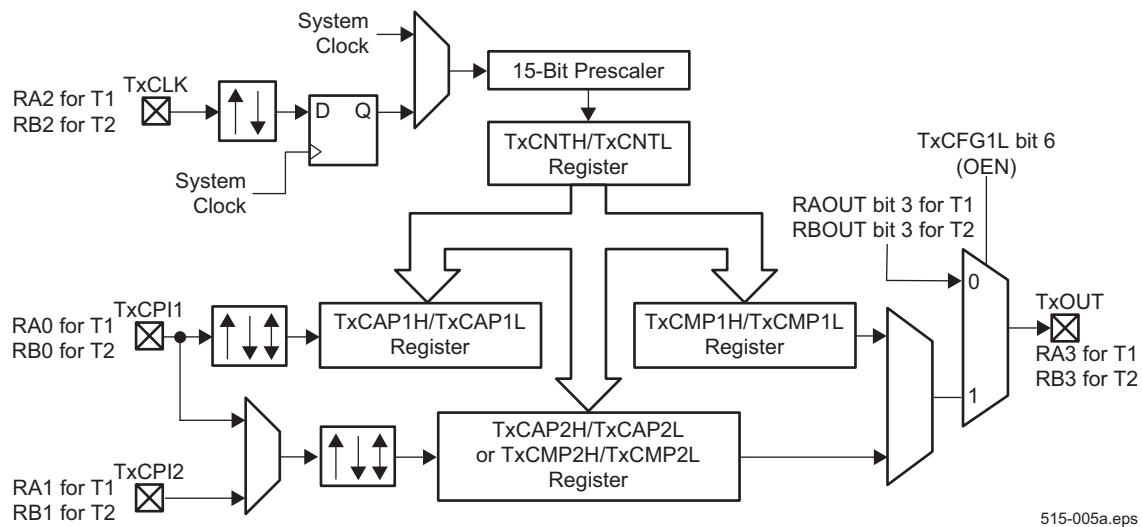 System
Clock
TxCLK
RA2 for T1
RB2 for T2
D Q
System
Clock
15-Bit Prescaler
TxCNTH/TxCNTL
Register
TxCFG1L bit 6
(OEN)
RAOUT bit 3 for T1
RBOUT bit 3 for T2
0
1
TxOUT
RA3 for T1
RB3 for T2
TxCPI1
RA0 for T1
RB0 for T2
TxCAP1H/TxCAP1L
Register
TxCMP1H/TxCMP1L
Register
TxCPI2
RA1 for T1
RB1 for T2
TxCAP2H/TxCAP2L
or TxCMP2H/TxCMP2L
Register
515-005a.eps